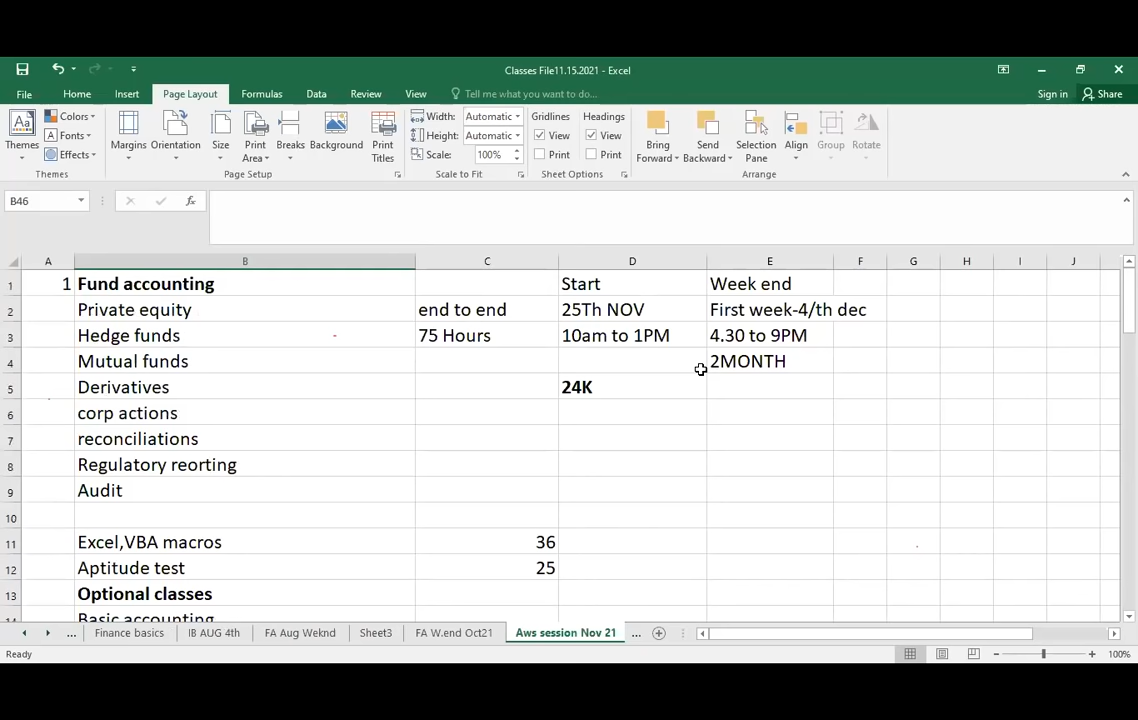 Classes File11.15.2021 - Excel
File Home Insert Page Layout Formulas Data Review View Tell me what you want to do... Sign in Share
Themes Colors Fonts Effects Margins Orientation Size Print Area Breaks Background Print Titles Width: Automatic Height: Automatic Scale: 100% Gridlines View Print Headings View Print Bring Forward Send Backward Selection Pane Align Group Rotate
Themes Page Setup Scale to Fit Sheet Options Arrange
B46 fx
A B C D E F G H I J
1 1 Fund accounting Start Week end
2 Private equity end to end 25Th NOV First week-4/th dec
3 Hedge funds 75 Hours 10am to 1PM 4.30 to 9PM
4 Mutual funds 2MONTH
5 Derivatives 24K
6 corp actions
7 reconciliations
8 Regulatory reorting
9 Audit
10
11 Excel,VBA macros 36
12 Aptitude test 25
13 Optional classes
14 Basic accounting
... Finance basics IB AUG 4th FA Aug Weknd Sheet3 FA W.end Oct21 Aws session Nov 21 ...
Ready 100%